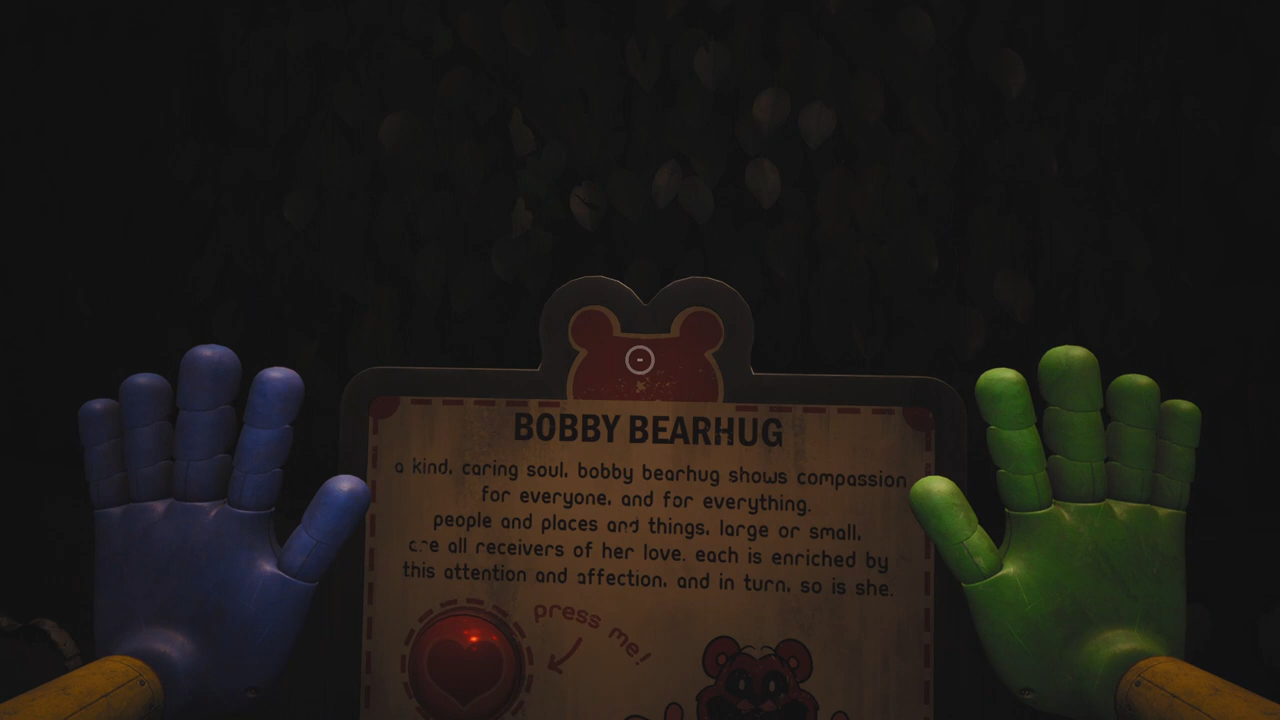 BOBBY BEARHUG
a kind, caring soul, bobby bearhug shows compassion
for everyone, and for everything.
people and places and things, large or small,
are all receivers of her love. each is enriched by
this attention and affection, and in turn, so is she.
press me!